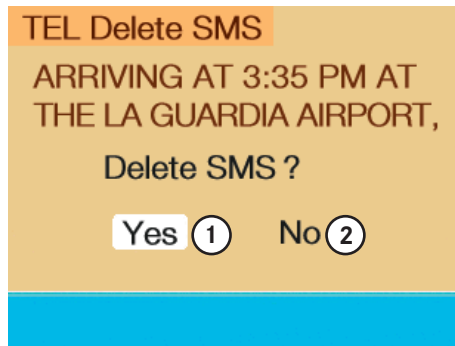 TEL Delete SMS
ARRIVING AT 3:35 PM AT
THE LA GUARDIA AIRPORT,
Delete SMS ?
Yes 1 No 2